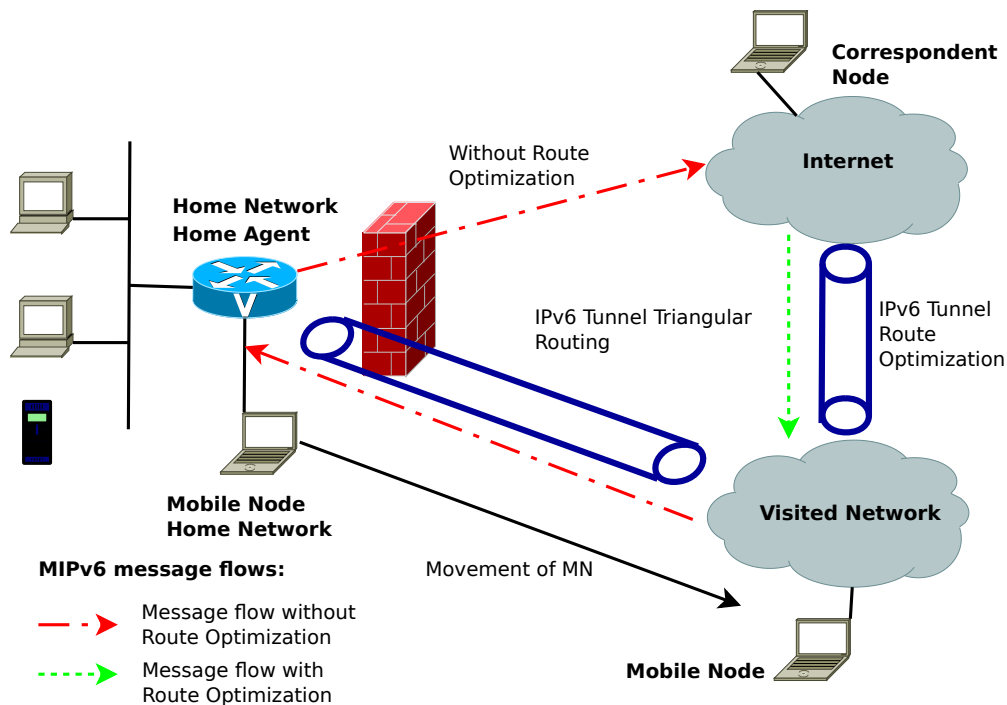 Correspondent
Node
Internet
Without Route
Optimization
Home Network
Home Agent
V
IPv6 Tunnel Triangular
Routing
IPv6 Tunnel
Route
Optimization
Visited Network
Mobile Node
Home Network
Movement of MN
MIPv6 message flows:
Message flow without
Route Optimization
Message flow with
Route Optimization
Mobile Node